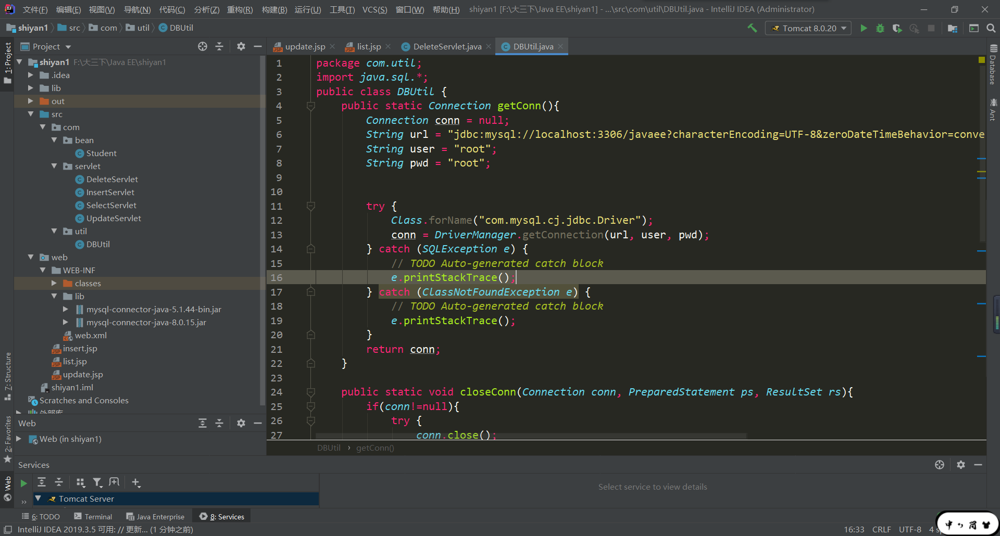 文件(F) 编辑(E) 视图(V) 导航(N) 代码(C) 分析(Z) 重构(R) 构建(B) 运行(U) 工具(T) VCS(S) 窗口(W) 帮助(H) shiyan1 [F:\大三下\Java EE\shiyan1] - ...\src\com\util\DBUtil.java - IntelliJ IDEA (Administrator)
shiyan1 src com util DBUtil Tomcat 8.0.20
Project update.jsp list.jsp DeleteServlet.java DBUtil.java
1: Project
7: Structure
2: Favorites
Web
Database
Ant
shiyan1 F:\大三下\Java EE\shiyan1
.idea
lib
out
src
com
bean
Student
servlet
DeleteServlet
InsertServlet
SelectServlet
UpdateServlet
util
DBUtil
web
WEB-INF
classes
lib
mysql-connector-java-5.1.44-bin.jar
mysql-connector-java-8.0.15.jar
web.xml
insert.jsp
list.jsp
update.jsp
shiyan1.iml
Scratches and Consoles
外部库
Web
Web (in shiyan1)
1 package com.util;
2 import java.sql.*;
3 public class DBUtil {
4 public static Connection getConn(){
5 Connection conn = null;
6 String url = "jdbc:mysql://localhost:3306/javaee?characterEncoding=UTF-8&zeroDateTimeBehavior=conve
7 String user = "root";
8 String pwd = "root";
9
10
11 try {
12 Class.forName("com.mysql.cj.jdbc.Driver");
13 conn = DriverManager.getConnection(url, user, pwd);
14 } catch (SQLException e) {
15 // TODO Auto-generated catch block
16 e.printStackTrace();
17 } catch (ClassNotFoundException e) {
18 // TODO Auto-generated catch block
19 e.printStackTrace();
20 }
21 return conn;
22 }
23
24 public static void closeConn(Connection conn, PreparedStatement ps, ResultSet rs){
25 if(conn!=null){
26 try {
27 conn.close();
DBUtil › getConn()
Services
Select service to view details
Tomcat Server
6: TODO Terminal Java Enterprise 8: Services
IntelliJ IDEA 2019.3.5 可用: // 更新... (1 分钟之前) 16:33 CRLF UTF-8 4
中 简